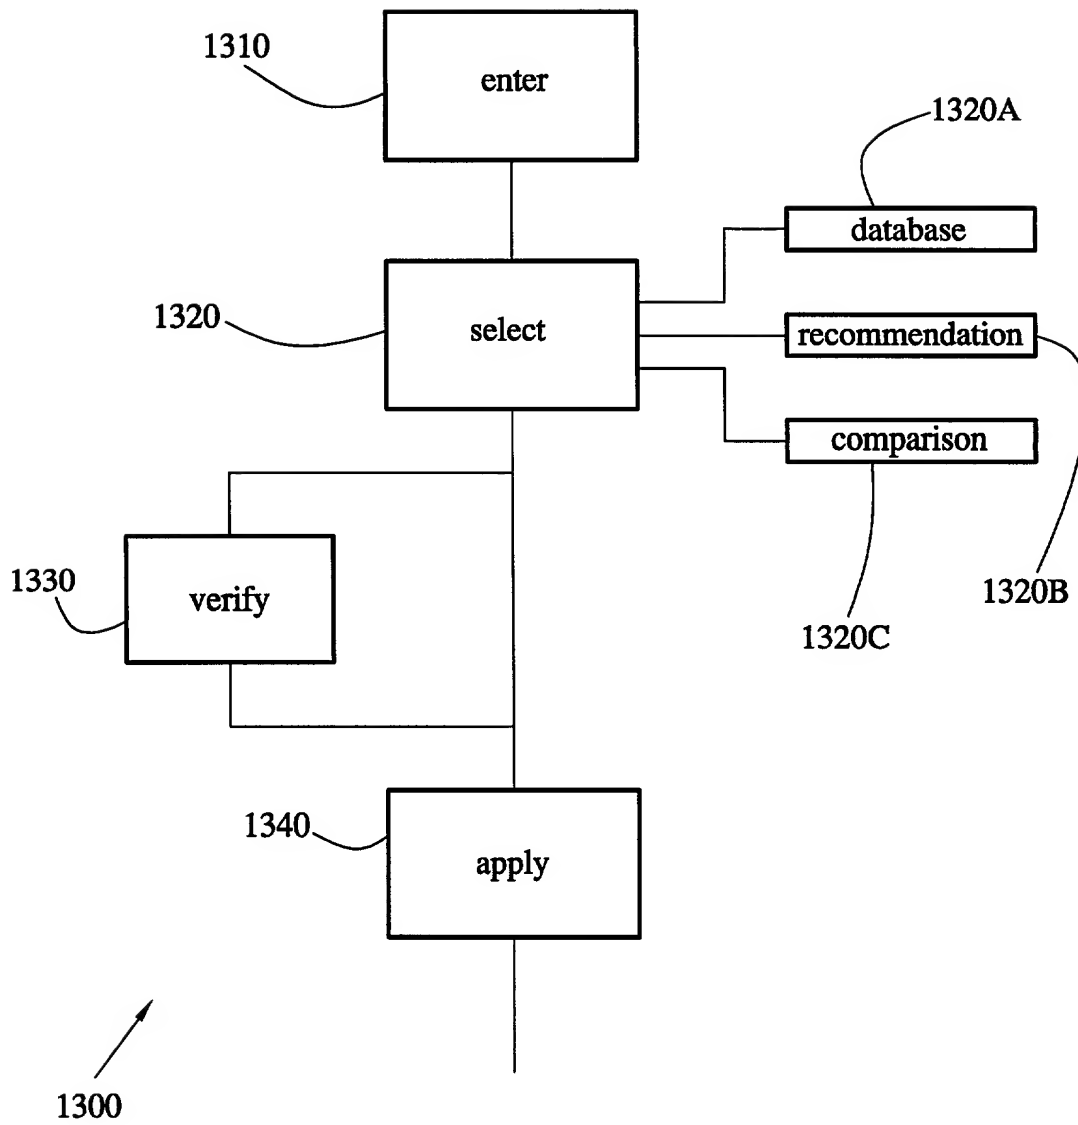 1310
enter
1320A
database
1320
select
recommendation
comparison
1330
verify
1320B
1320C
1340
apply
1300